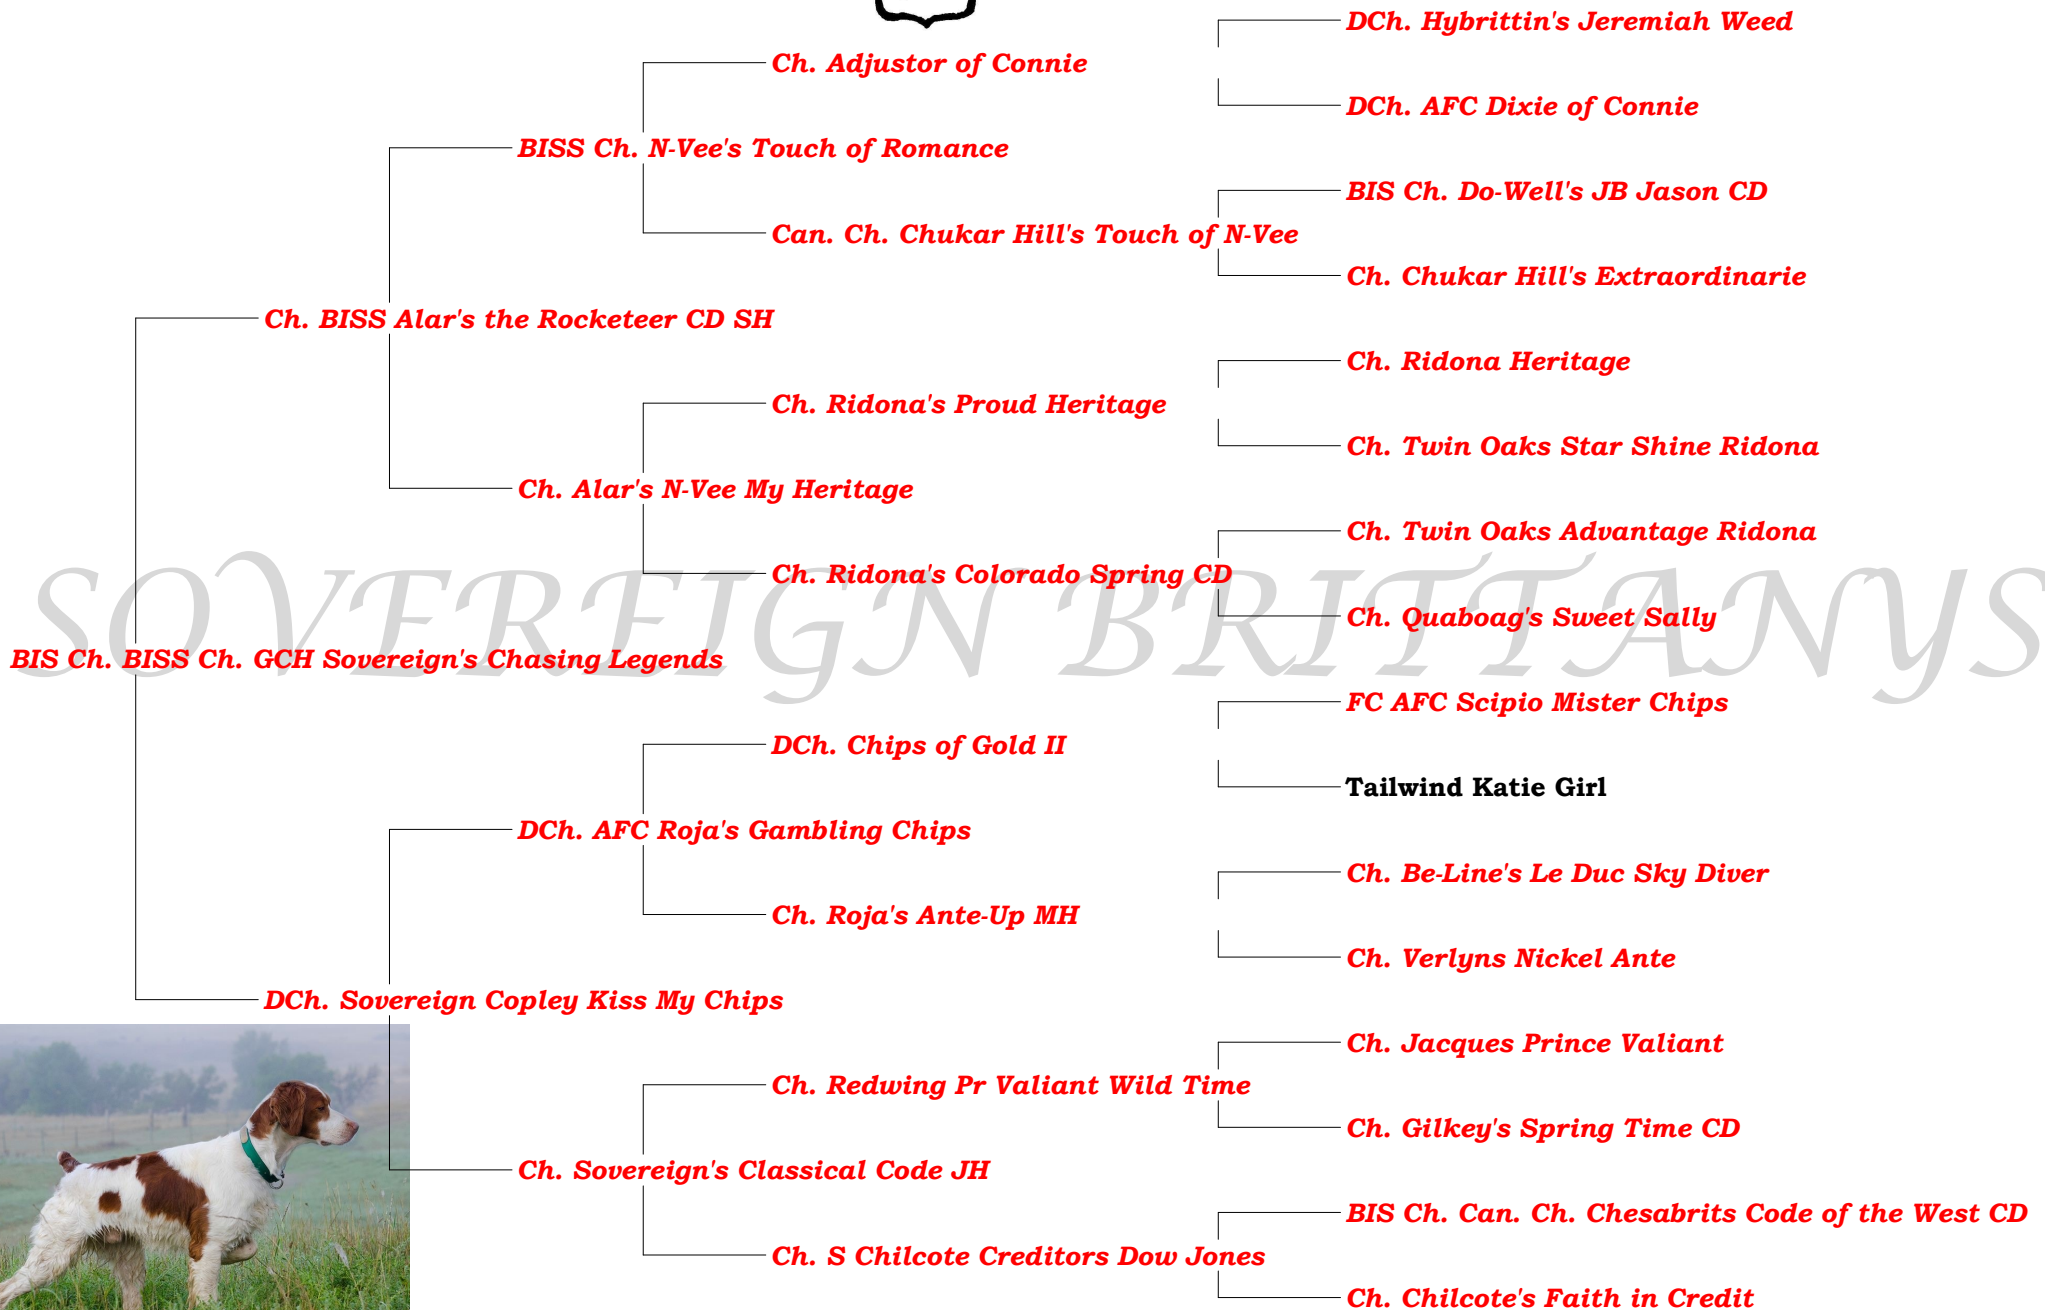 DCh. Hybrittin's Jeremiah Weed
Ch. Adjustor of Connie
DCh. AFC Dixie of Connie
BISS Ch. N-Vee's Touch of Romance
BIS Ch. Do-Well's JB Jason CD
Can. Ch. Chukar Hill's Touch of N-Vee
Ch. Chukar Hill's Extraordinarie
Ch. BISS Alar's the Rocketeer CD SH
Ch. Ridona Heritage
Ch. Ridona's Proud Heritage
Ch. Twin Oaks Star Shine Ridona
Ch. Alar's N-Vee My Heritage
Ch. Twin Oaks Advantage Ridona
Ch. Ridona's Colorado Spring CD
Ch. Quaboag's Sweet Sally
SOVEREIGN BRITTANYS
BIS Ch. BISS Ch. GCH Sovereign's Chasing Legends
FC AFC Scipio Mister Chips
DCh. Chips of Gold II
Tailwind Katie Girl
DCh. AFC Roja's Gambling Chips
Ch. Be-Line's Le Duc Sky Diver
Ch. Roja's Ante-Up MH
Ch. Verlyns Nickel Ante
DCh. Sovereign Copley Kiss My Chips
Ch. Jacques Prince Valiant
Ch. Redwing Pr Valiant Wild Time
Ch. Gilkey's Spring Time CD
Ch. Sovereign's Classical Code JH
BIS Ch. Can. Ch. Chesabrits Code of the West CD
Ch. S Chilcote Creditors Dow Jones
Ch. Chilcote's Faith in Credit